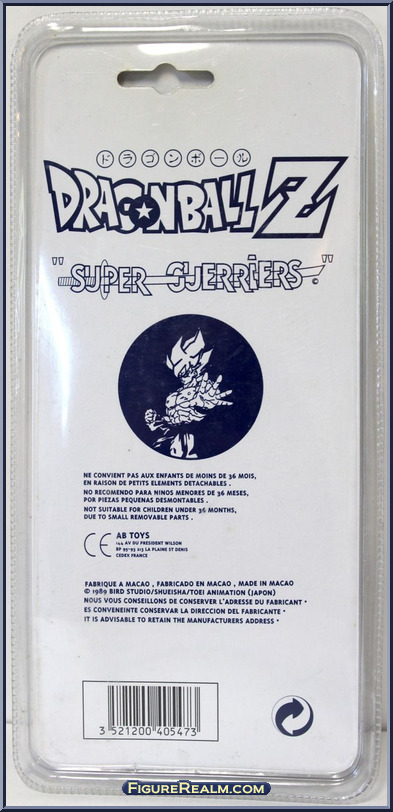 ドラゴンボール
DRAGONBALL Z
"SUPER GUERRIERS" ©
NE CONVIENT PAS AUX ENFANTS DE MOINS DE 36 MOIS,
EN RAISON DE PETITS ELEMENTS DETACHABLES .
NO RECOMENDO PARA NINOS MENORES DE 36 MESES,
POR PIEZAS PEQUENAS DESMONTABLES .
NOT SUITABLE FOR CHILDREN UNDER 36 MONTHS,
DUE TO SMALL REMOVABLE PARTS .
CE
AB TOYS
144 AV DU PRESIDENT WILSON
BP 95-93 213 LA PLAINE ST DENIS
CEDEX FRANCE
FABRIQUE A MACAO , FABRICADO EN MACAO , MADE IN MACAO
© 1989 BIRD STUDIO/SHUEISHA/TOEI ANIMATION (JAPON)
NOUS VOUS CONSEILLONS DE CONSERVER L'ADRESSE DU FABRICANT •
ES CONVENEINTE CONSERVAR LA DIRECCION DEL FABRICANTE •
IT IS ADVISABLE TO RETAIN THE MANUFACTURERS ADDRESS •
3 521200 405473
FIGUREREALM.COM